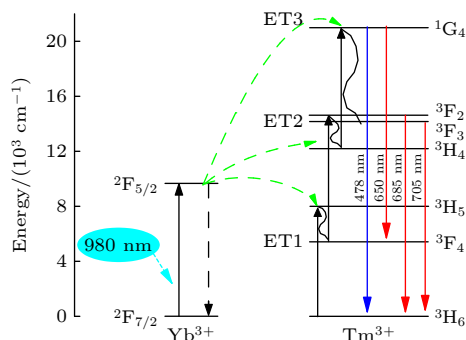 Energy/(10³ cm⁻¹)
20
16
12
8
4
0
²F₅/₂
²F₇/₂
980 nm
Yb³⁺
ET3
ET2
ET1
478 nm
650 nm
685 nm
705 nm
¹G₄
³F₂
³F₃
³H₄
³H₅
³F₄
³H₆
Tm³⁺